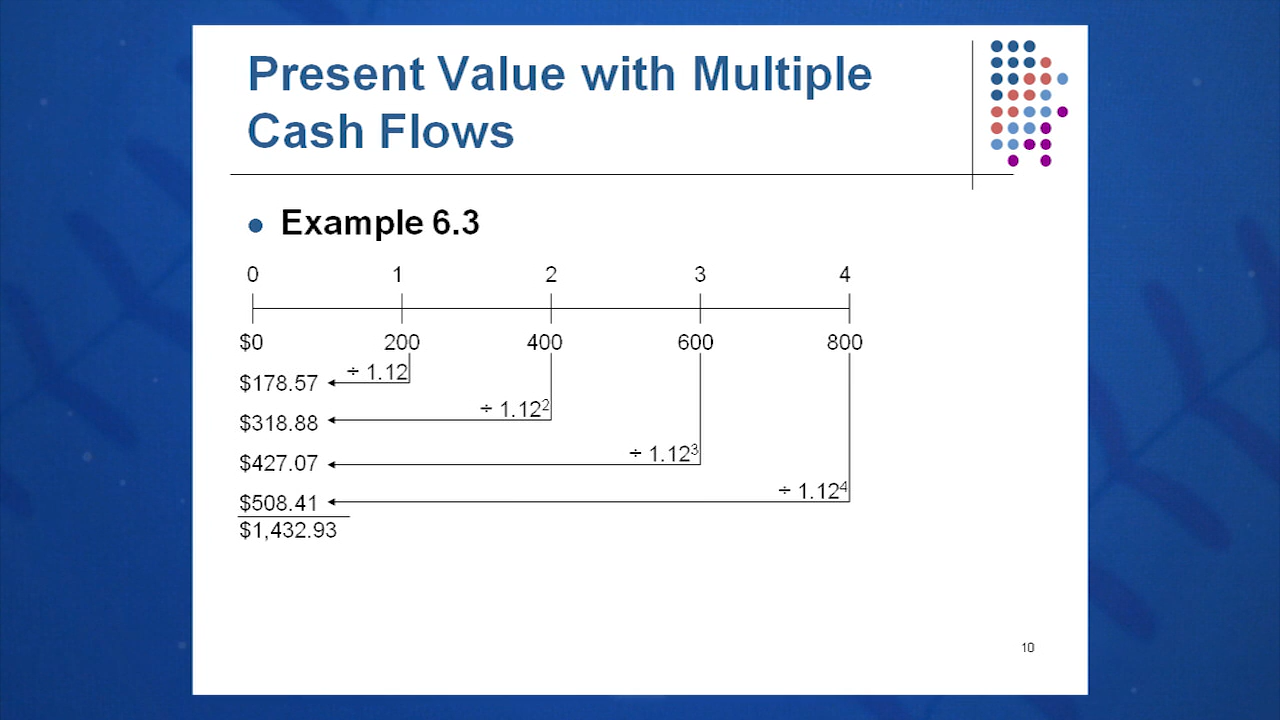 Present Value with Multiple
Cash Flows
Example 6.3
0 1 2 3 4
$0 200 400 600 800
÷ 1.12
$178.57
÷ 1.12²
$318.88
÷ 1.12³
$427.07
÷ 1.12⁴
$508.41
$1,432.93
10